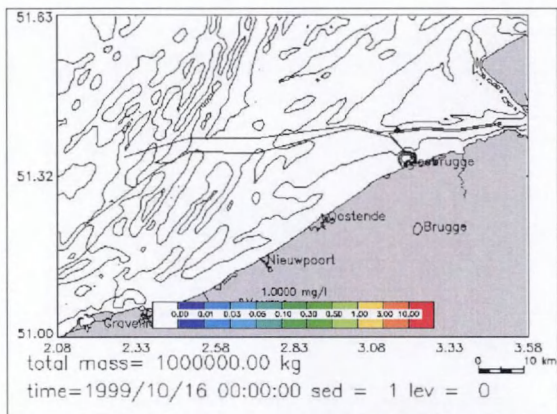 51.63
51.32
51.00
Oostende
Brugge
Nieuwpoort
1.0000 mg/l
0.00 0.01 0.03 0.05 0.10 0.30 0.50 1.00 3.00 10.00
2.08 2.33 2.58 2.83 3.08 3.33 3.58
total mass= 1000000.00 kg
0 10 km
time=1999/10/16 00:00:00 sed = 1 lev = 0